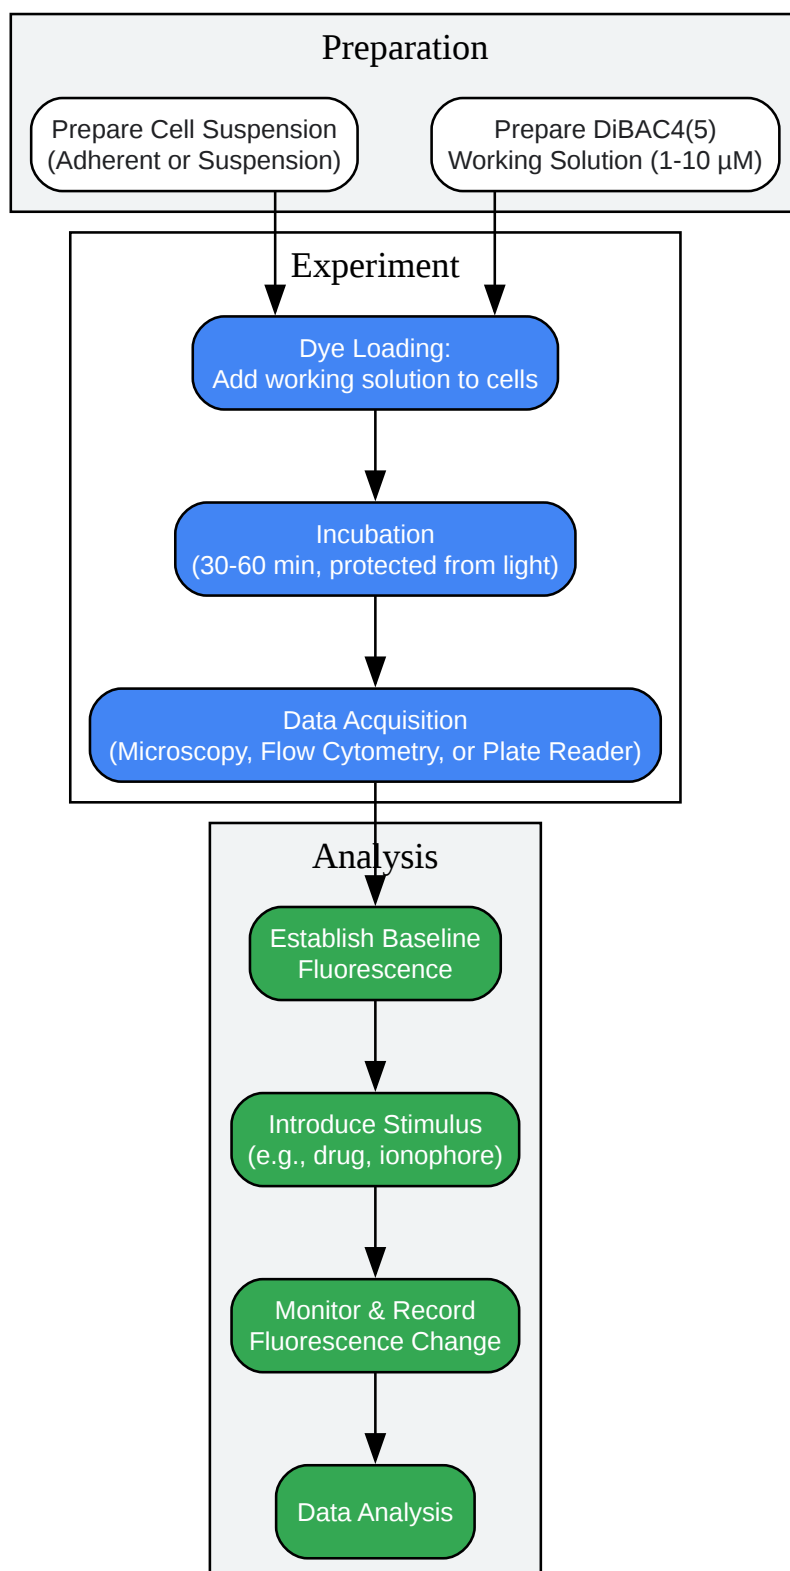 Preparation
Prepare Cell Suspension
(Adherent or Suspension)
Prepare DiBAC4(5)
Working Solution (1-10 µM)
Experiment
Dye Loading:
Add working solution to cells
Incubation
(30-60 min, protected from light)
Data Acquisition
(Microscopy, Flow Cytometry, or Plate Reader)
Analysis
Establish Baseline
Fluorescence
Introduce Stimulus
(e.g., drug, ionophore)
Monitor & Record
Fluorescence Change
Data Analysis